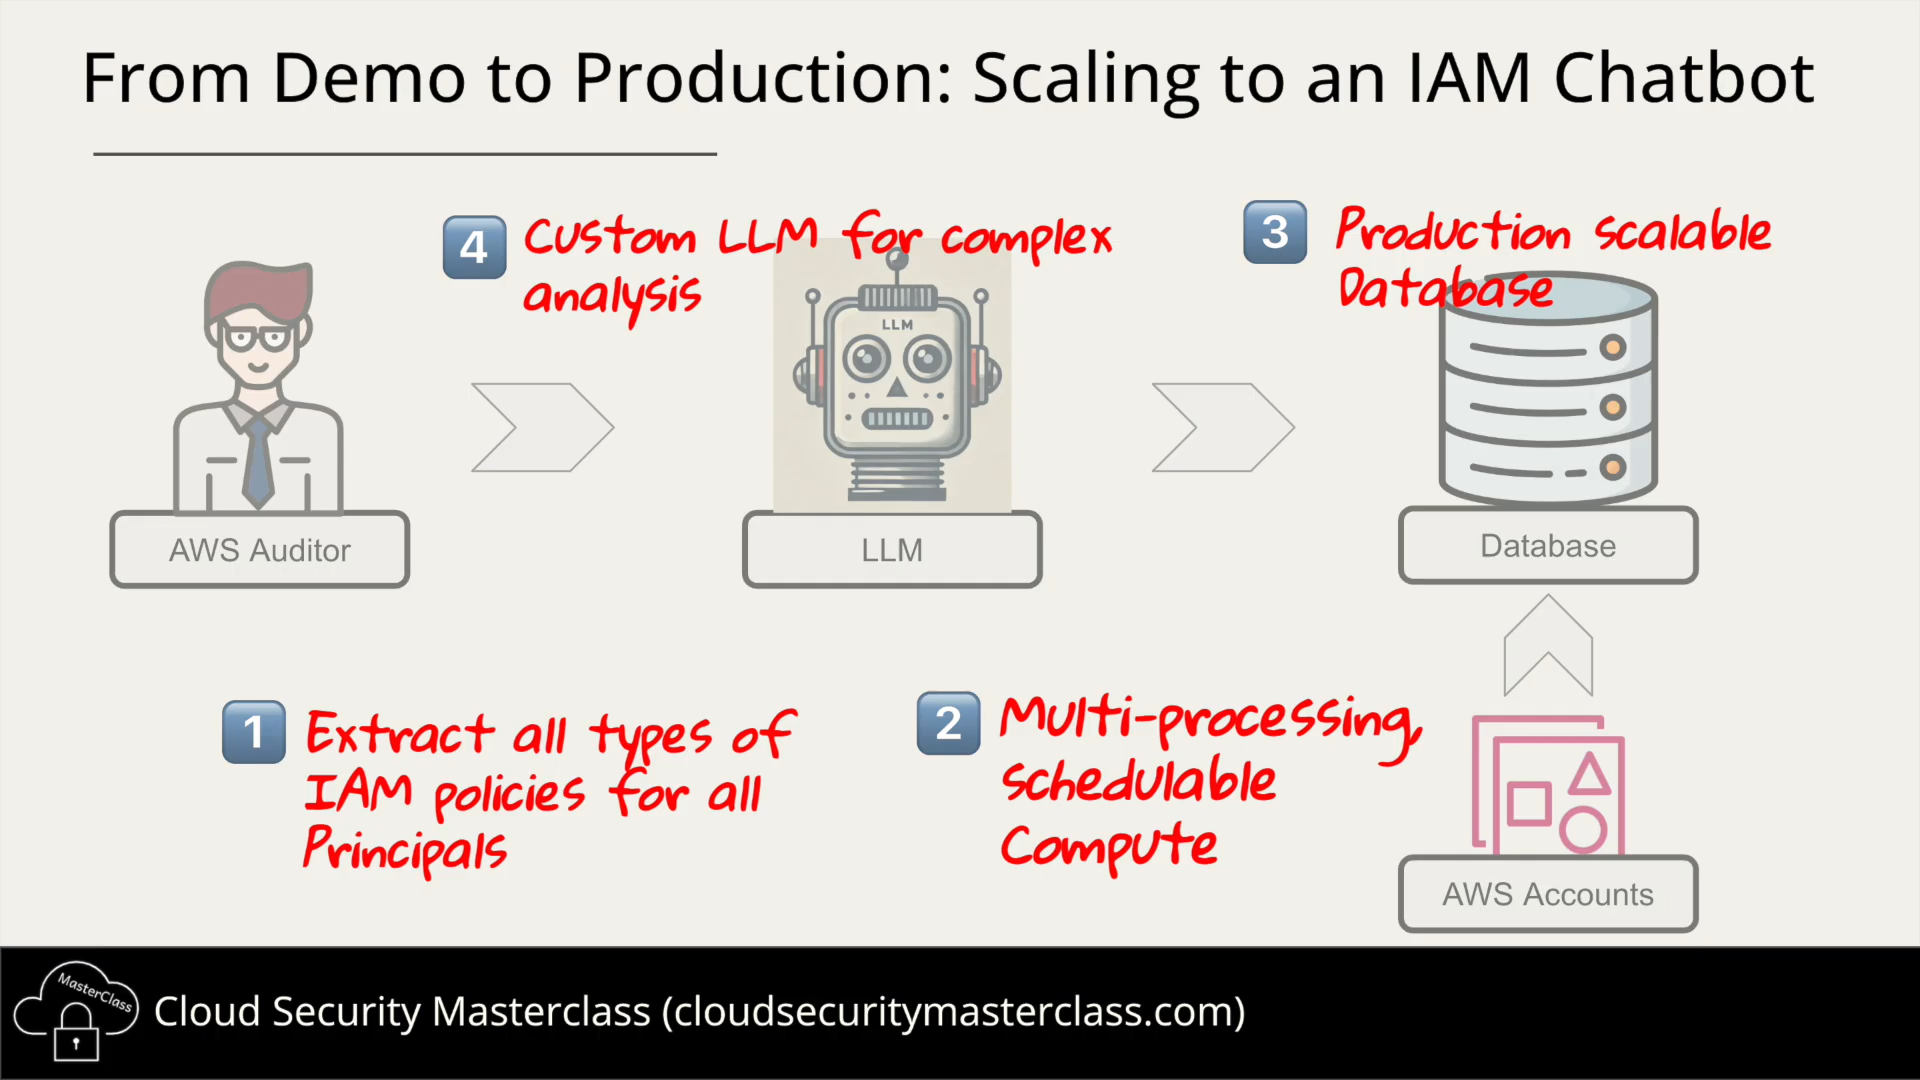 From Demo to Production: Scaling to an IAM Chatbot
4 Custom LLM for complex
analysis
3 Production scalable
Database
LLM
AWS Auditor
LLM
Database
1 Extract all types of
IAM policies for all
Principals
2 Multi-processing,
schedulable
Compute
AWS Accounts
MasterClass
Cloud Security Masterclass (cloudsecuritymasterclass.com)